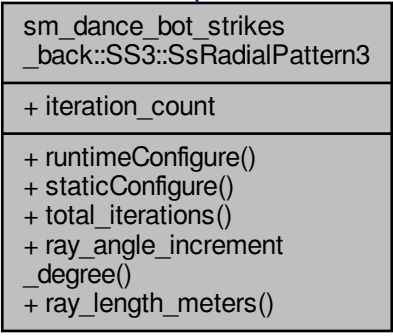 sm_dance_bot_strikes
_back::SS3::SsRadialPattern3
+ iteration_count
+ runtimeConfigure()
+ staticConfigure()
+ total_iterations()
+ ray_angle_increment
_degree()
+ ray_length_meters()